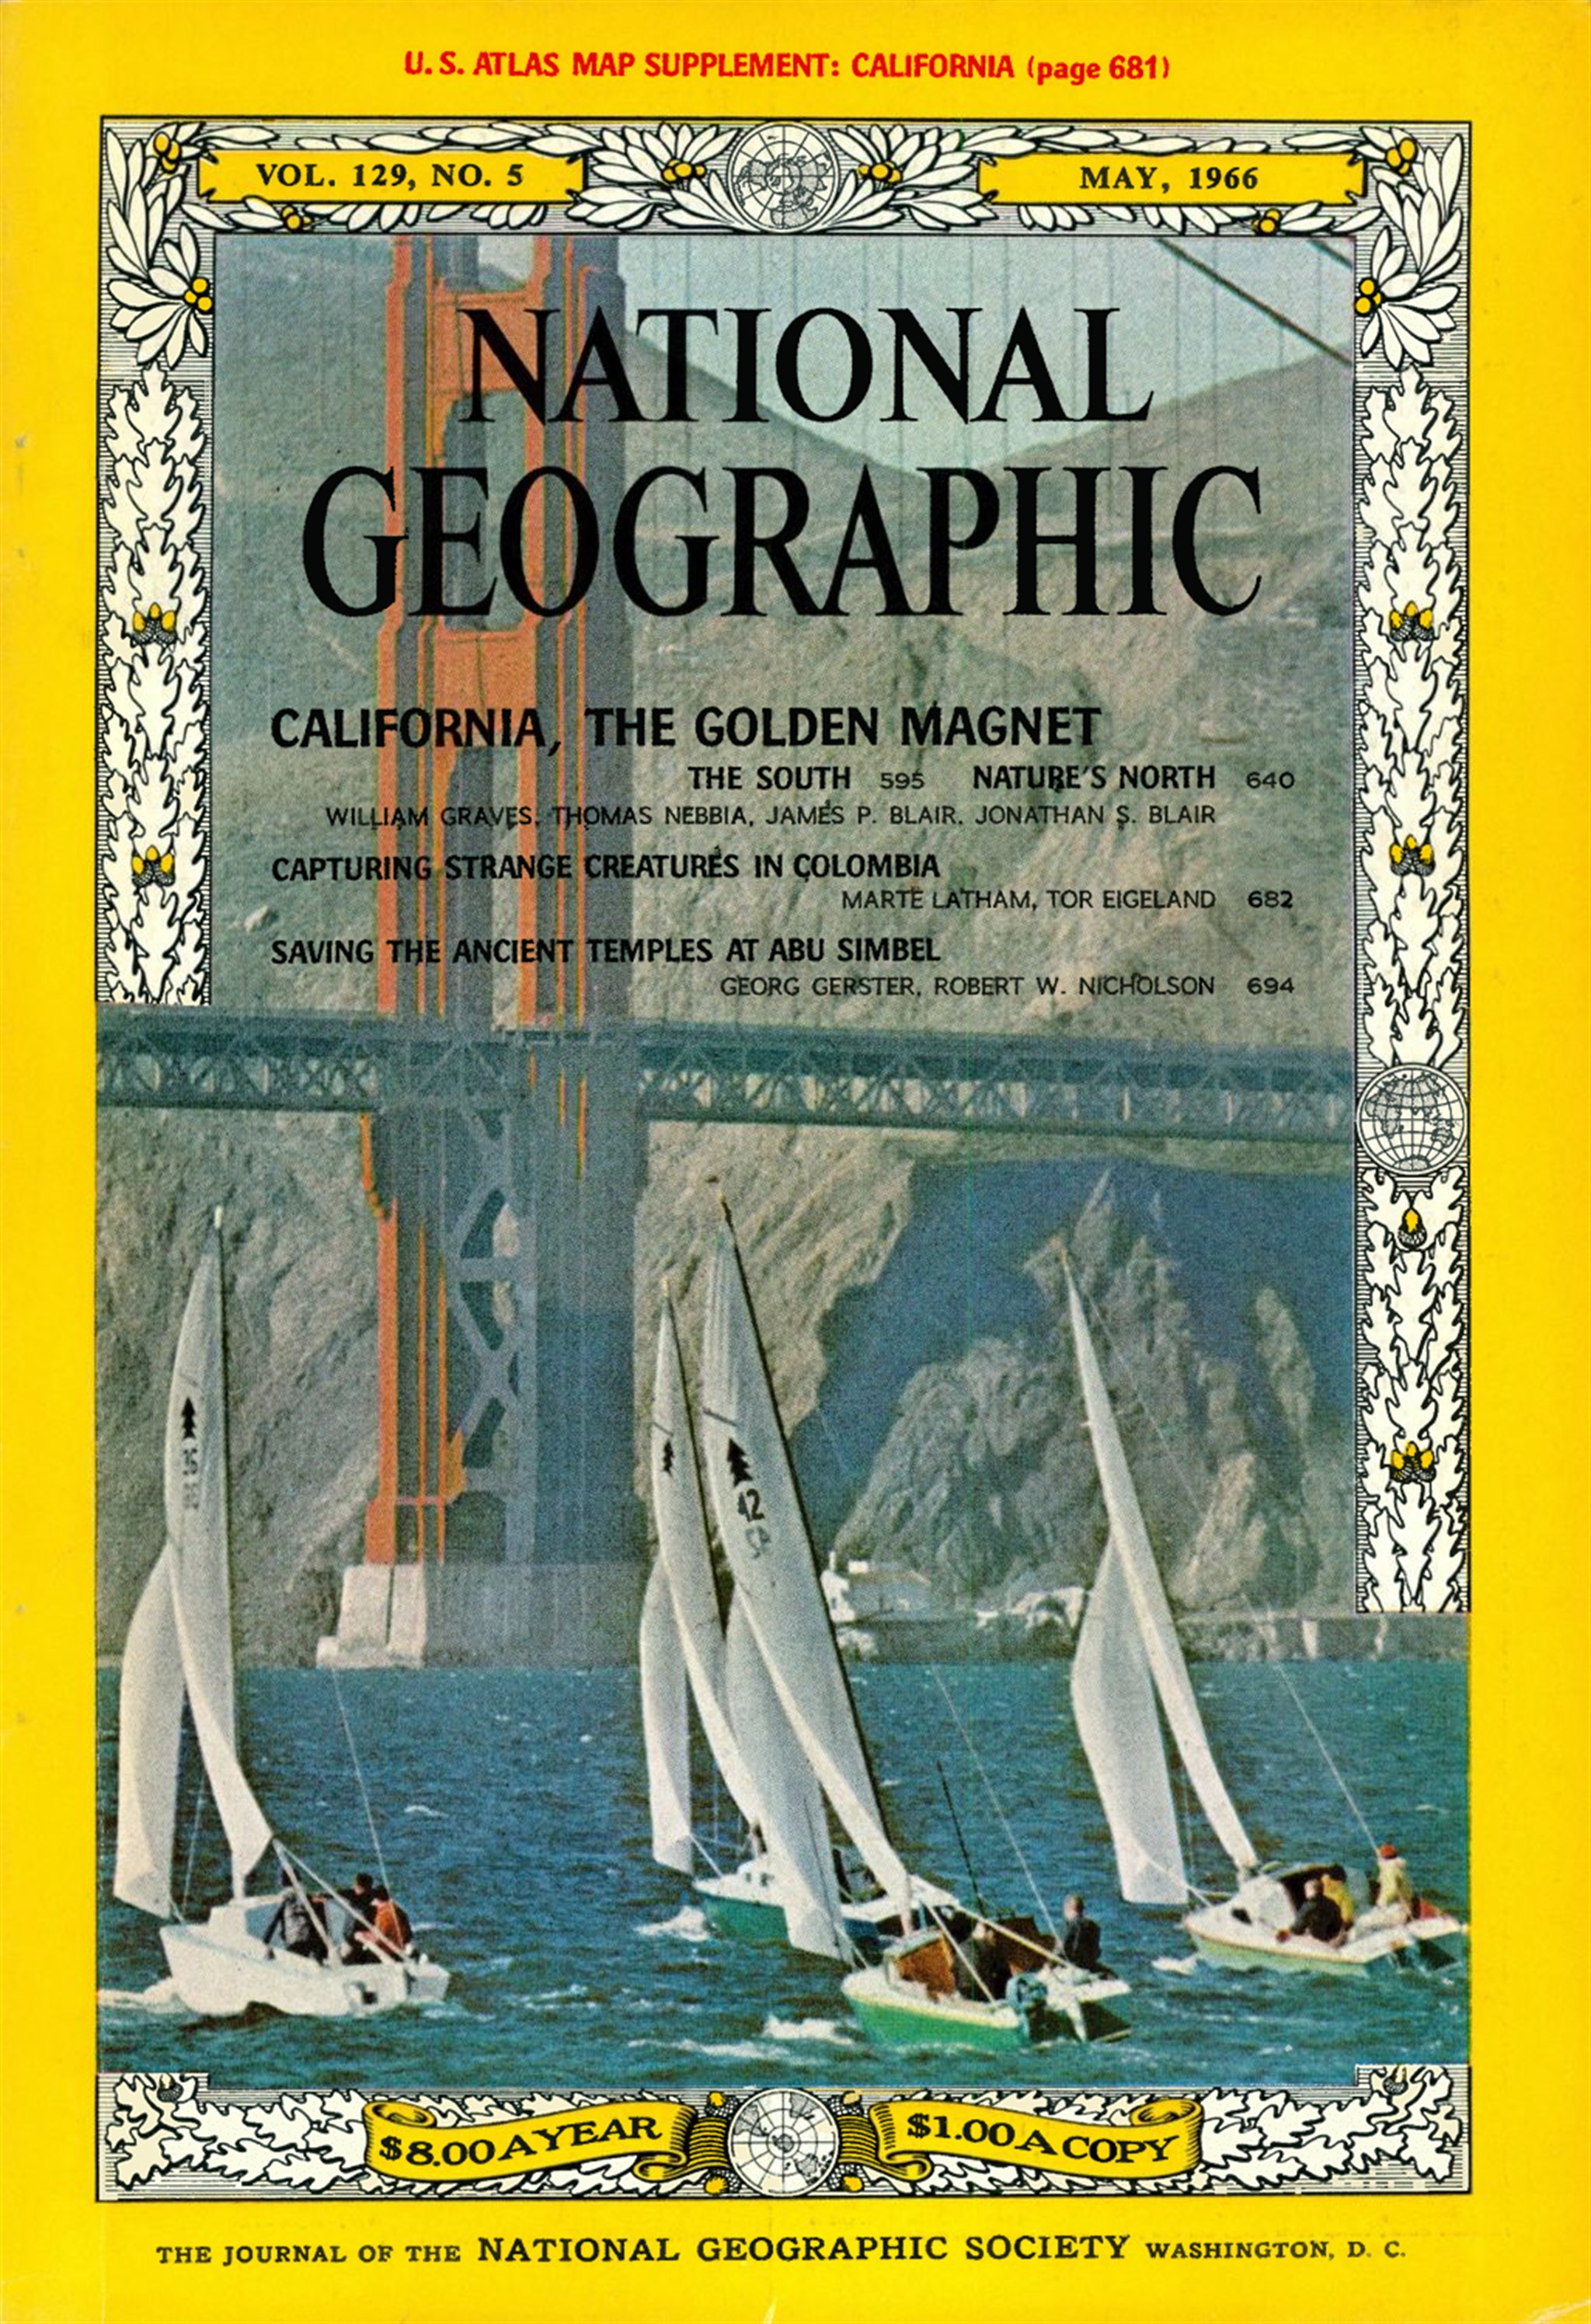 U. S. ATLAS MAP SUPPLEMENT: CALIFORNIA (page 681)
VOL. 129, NO. 5
MAY, 1966
NATIONAL
GEOGRAPHIC
CALIFORNIA, THE GOLDEN MAGNET
THE SOUTH 595 NATURE'S NORTH 640
WILLIAM GRAVES, THOMAS NEBBIA, JAMES P. BLAIR, JONATHAN S. BLAIR
CAPTURING STRANGE CREATURES IN COLOMBIA
MARTE LATHAM, TOR EIGELAND 682
SAVING THE ANCIENT TEMPLES AT ABU SIMBEL
GEORG GERSTER, ROBERT W. NICHOLSON 694
42
$8.00 A YEAR
$1.00 A COPY
THE JOURNAL OF THE NATIONAL GEOGRAPHIC SOCIETY WASHINGTON, D. C.